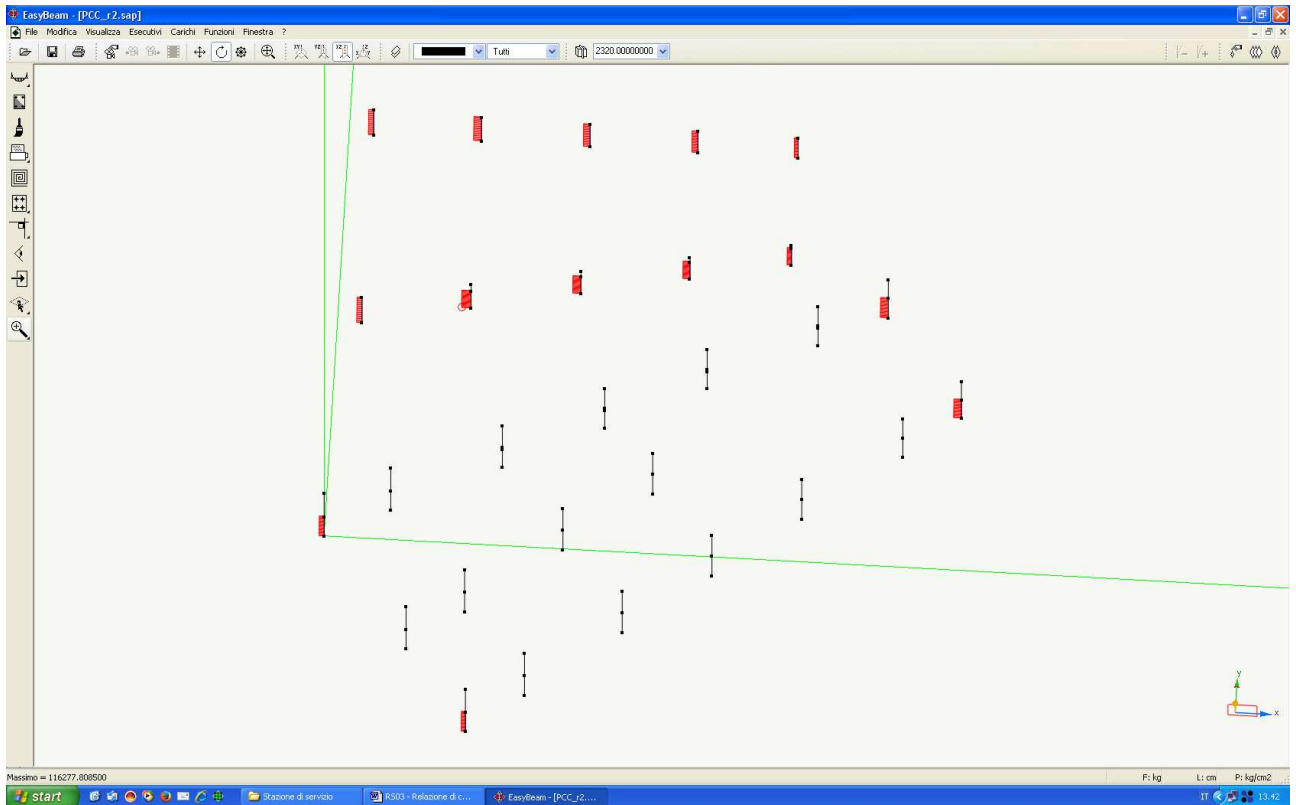 EasyBeam - [PCC_r2.sap]
File Modifica Visualizza Esecutivi Carichi Funzioni Finestra ?
Tutti 2320.00000000
y
x
Massimo = 116277.808500 F: kg L: cm P: kg/cm2
start Stazione di servizio RS03 - Relazione di c... EasyBeam - [PCC_r2.... IT 13.42